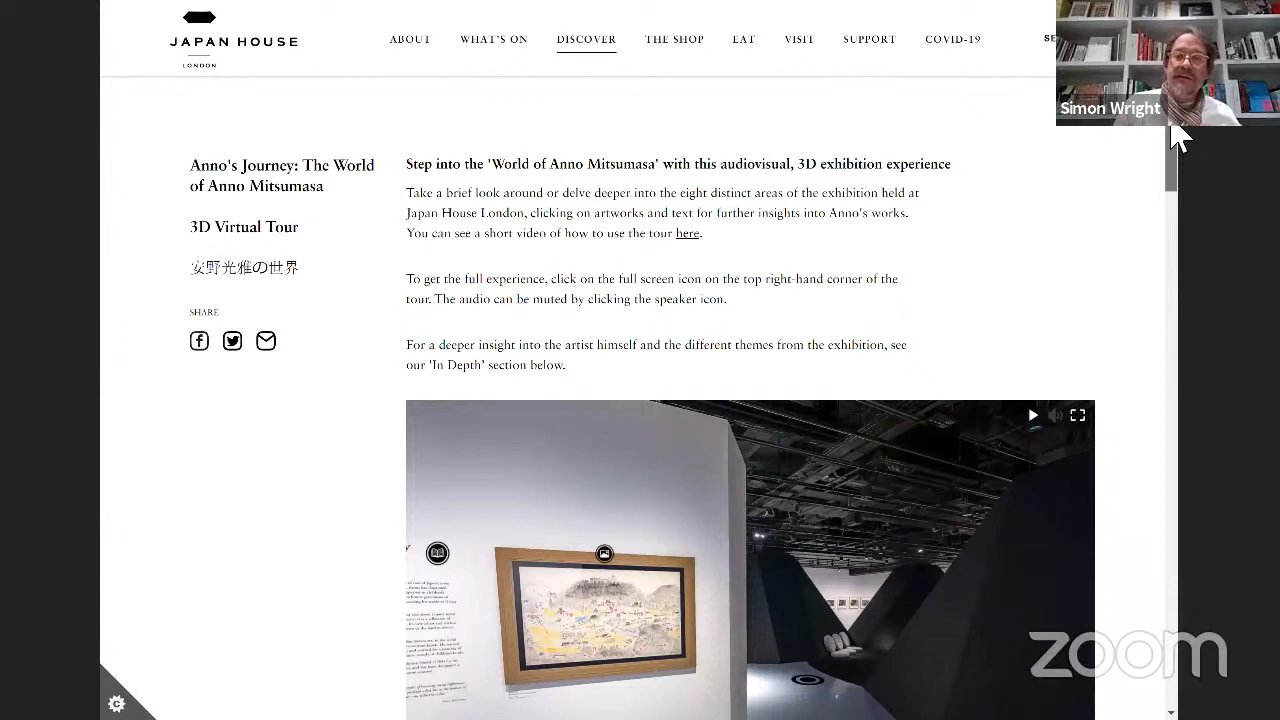 JAPAN HOUSE
LONDON
ABOUT
WHAT'S ON
DISCOVER
THE SHOP
EAT
VISIT
SUPPORT
COVID-19
SE
Simon Wright
Anno's Journey: The World
of Anno Mitsumasa
3D Virtual Tour
安野光雅の世界
SHARE
Step into the 'World of Anno Mitsumasa' with this audiovisual, 3D exhibition experience
Take a brief look around or delve deeper into the eight distinct areas of the exhibition held at
Japan House London, clicking on artworks and text for further insights into Anno's works.
You can see a short video of how to use the tour here.
To get the full experience, click on the full screen icon on the top right-hand corner of the
tour. The audio can be muted by clicking the speaker icon.
For a deeper insight into the artist himself and the different themes from the exhibition, see
our 'In Depth' section below.
zoom